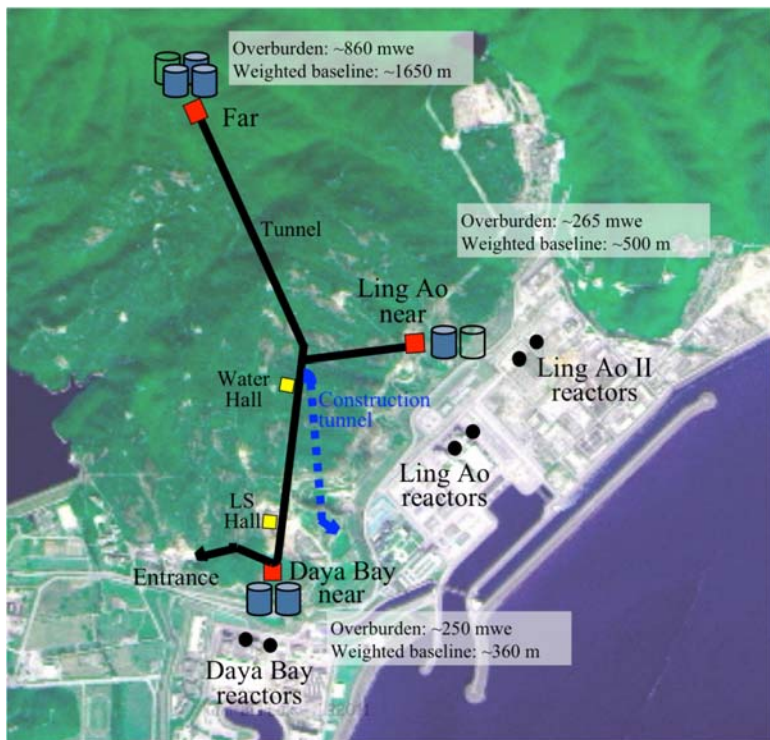 Overburden: ~860 mwe
Weighted baseline: ~1650 m
Far
Tunnel
Overburden: ~265 mwe
Weighted baseline: ~500 m
Ling Ao
near
Water
Hall
Ling Ao II
reactors
Construction
tunnel
Ling Ao
reactors
LS
Hall
Entrance
Daya Bay
near
Overburden: ~250 mwe
Weighted baseline: ~360 m
Daya Bay
reactors